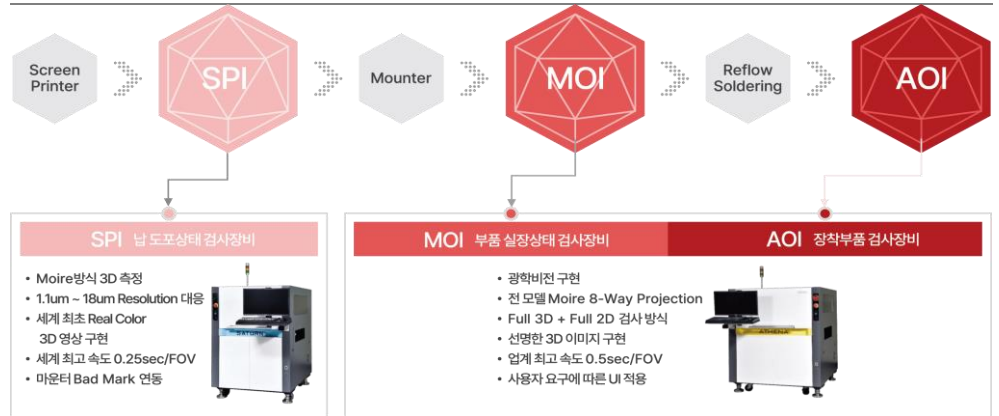 Screen
Printer
SPI
Mounter
MOI
Reflow
Soldering
AOI
SPI 납 도포상태 검사장비
• Moire방식 3D 측정
• 1.1um ~ 18um Resolution 대응
• 세계 최초 Real Color
3D 영상 구현
• 세계 최고 속도 0.25sec/FOV
• 마운터 Bad Mark 연동
SATURN
MOI 부품 실장상태 검사장비
AOI 장착부품 검사장비
• 광학비전 구현
• 전 모델 Moire 8-Way Projection
• Full 3D + Full 2D 검사 방식
• 선명한 3D 이미지 구현
• 업계 최고 속도 0.5sec/FOV
• 사용자 요구에 따른 UI 적용
ATHENA